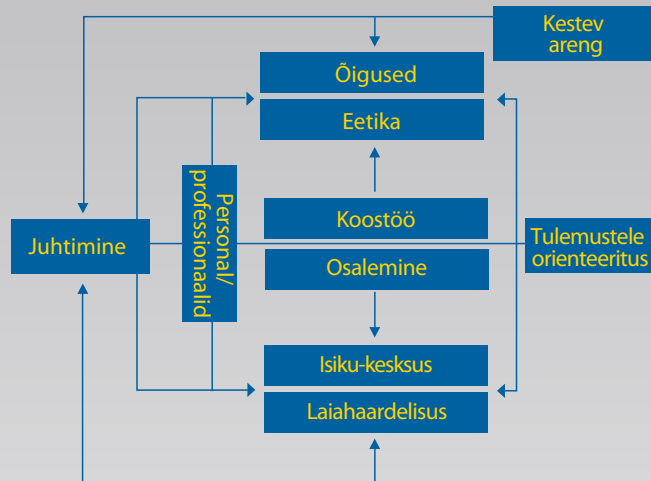 Kestev
areng
Õigused
Eetika
Personal/
professionaalid
Koostöö
Juhtimine
Tulemustele
orienteeritus
Osalemine
Isiku-kesksus
Laiahaardelisus